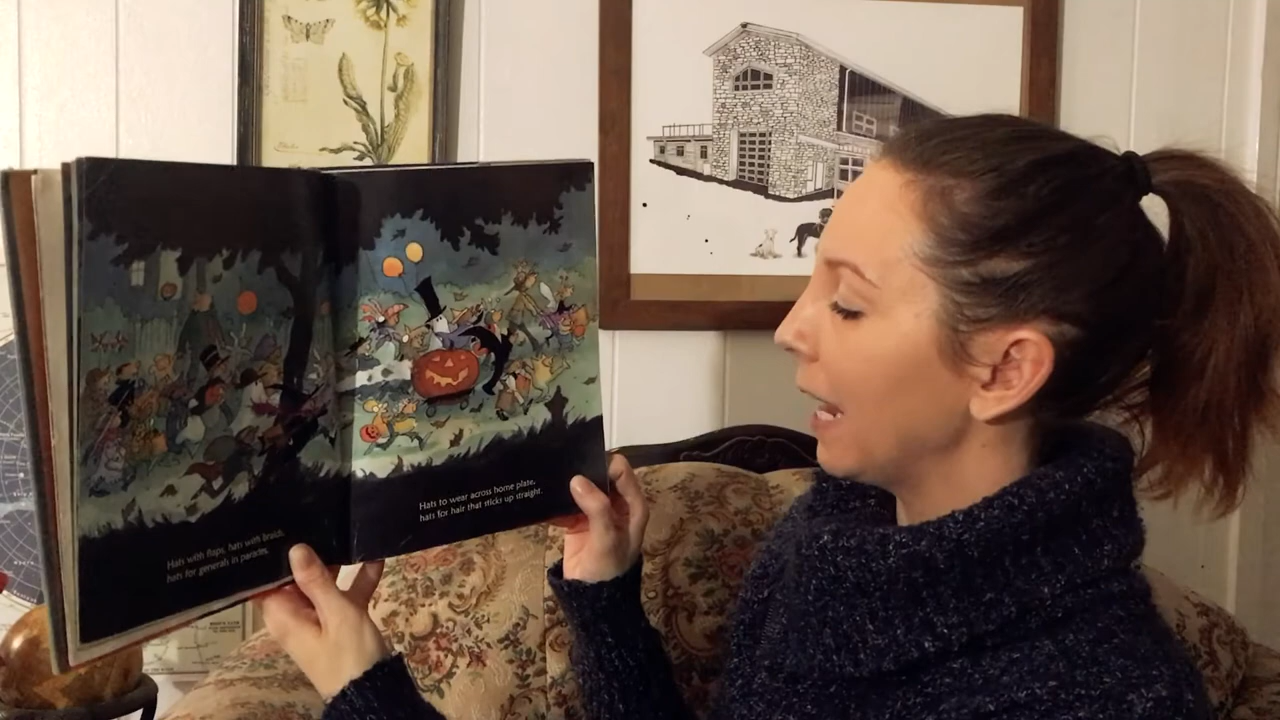 Hats with flaps, hats with braids,
hats for generals in parades.
Hats to wear across home plate,
hats for hair that sticks up straight.